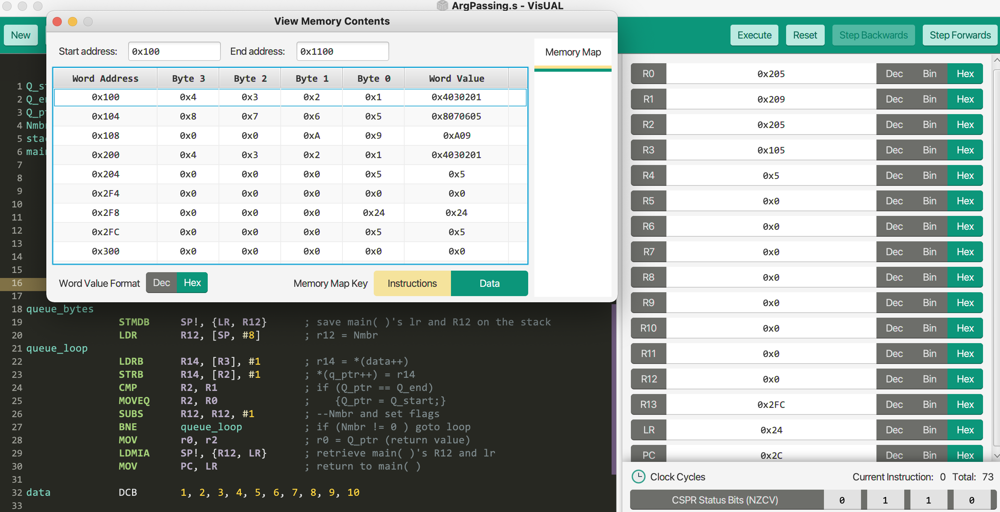 ArgPassing.s - VisUAL
View Memory Contents
New
Execute Reset Step Backwards Step Forwards
Start address: 0x100 End address: 0x1100
Memory Map
Word Address Byte 3 Byte 2 Byte 1 Byte 0 Word Value
0x100 0x4 0x3 0x2 0x1 0x4030201
0x104 0x8 0x7 0x6 0x5 0x8070605
0x108 0x0 0x0 0xA 0x9 0xA09
0x200 0x4 0x3 0x2 0x1 0x4030201
0x204 0x0 0x0 0x0 0x5 0x5
0x2F4 0x0 0x0 0x0 0x0 0x0
0x2F8 0x0 0x0 0x0 0x24 0x24
0x2FC 0x0 0x0 0x0 0x5 0x5
0x300 0x0 0x0 0x0 0x0 0x0
Word Value Format Dec Hex Memory Map Key Instructions Data
1 Q_s
2 Q_e
3 Q_p
4 Nmb
5 sta
6 mai
7
8
9
10
11
12
13
14
15
16
17
18 queue_bytes
19 STMDB SP!, {LR, R12} ; save main( )'s lr and R12 on the stack
20 LDR R12, [SP, #8] ; r12 = Nmbr
21 queue_loop
22 LDRB R14, [R3], #1 ; r14 = *(data++)
23 STRB R14, [R2], #1 ; *(q_ptr++) = r14
24 CMP R2, R1 ; if (Q_ptr == Q_end)
25 MOVEQ R2, R0 ; {Q_ptr = Q_start;}
26 SUBS R12, R12, #1 ; --Nmbr and set flags
27 BNE queue_loop ; if (Nmbr != 0 ) goto loop
28 MOV r0, r2 ; r0 = Q_ptr (return value)
29 LDMIA SP!, {R12, LR} ; retrieve main( )'s R12 and lr
30 MOV PC, LR ; return to main( )
31
32 data DCB 1, 2, 3, 4, 5, 6, 7, 8, 9, 10
33
R0 0x205 Dec Bin Hex
R1 0x209 Dec Bin Hex
R2 0x205 Dec Bin Hex
R3 0x105 Dec Bin Hex
R4 0x5 Dec Bin Hex
R5 0x0 Dec Bin Hex
R6 0x0 Dec Bin Hex
R7 0x0 Dec Bin Hex
R8 0x0 Dec Bin Hex
R9 0x0 Dec Bin Hex
R10 0x0 Dec Bin Hex
R11 0x0 Dec Bin Hex
R12 0x0 Dec Bin Hex
R13 0x2FC Dec Bin Hex
LR 0x24 Dec Bin Hex
PC 0x2C Dec Bin Hex
Clock Cycles Current Instruction: 0 Total: 73
CSPR Status Bits (NZCV) 0 1 1 0